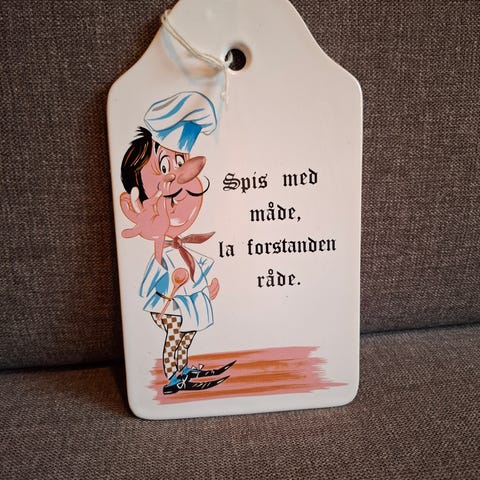 Spis med
måde,
la forstanden
råde.